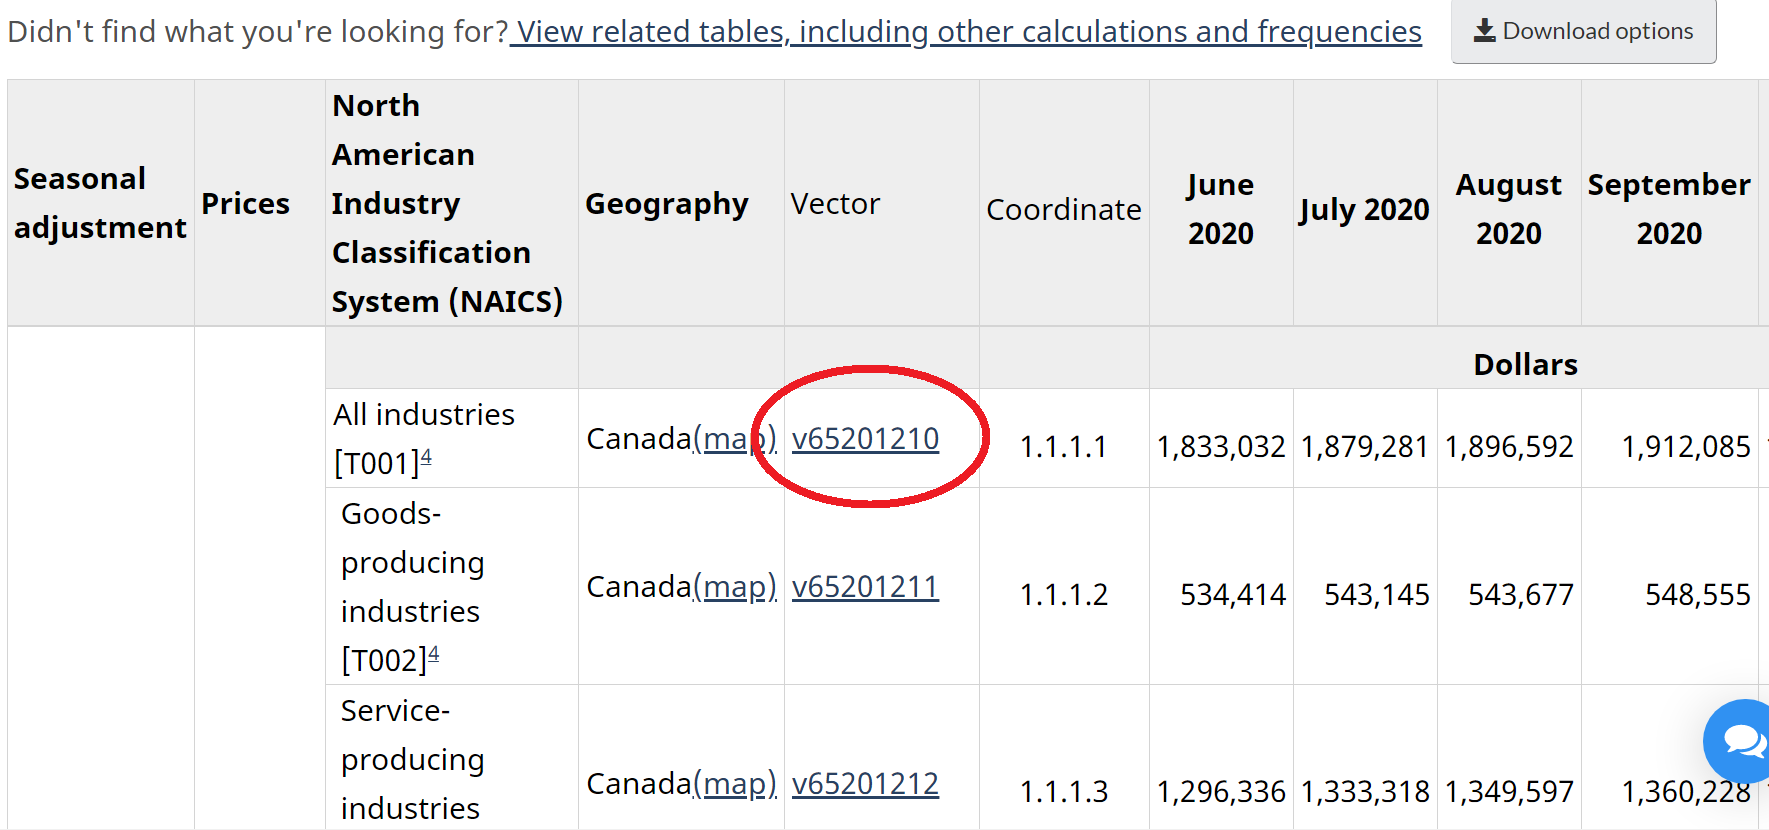 Didn't find what you're looking for? View related tables, including other calculations and frequencies
Download options
Seasonal
adjustment
Prices
North
American
Industry
Classification
System (NAICS)
Geography
Vector
Coordinate
June
2020
July 2020
August
2020
September
2020
Dollars
All industries
[T001]4
Canada(map)
v65201210
1.1.1.1
1,833,032
1,879,281
1,896,592
1,912,085
Goods-
producing
industries
[T002]4
Canada(map)
v65201211
1.1.1.2
534,414
543,145
543,677
548,555
Service-
producing
industries
Canada(map)
v65201212
1.1.1.3
1,296,336
1,333,318
1,349,597
1,360,228